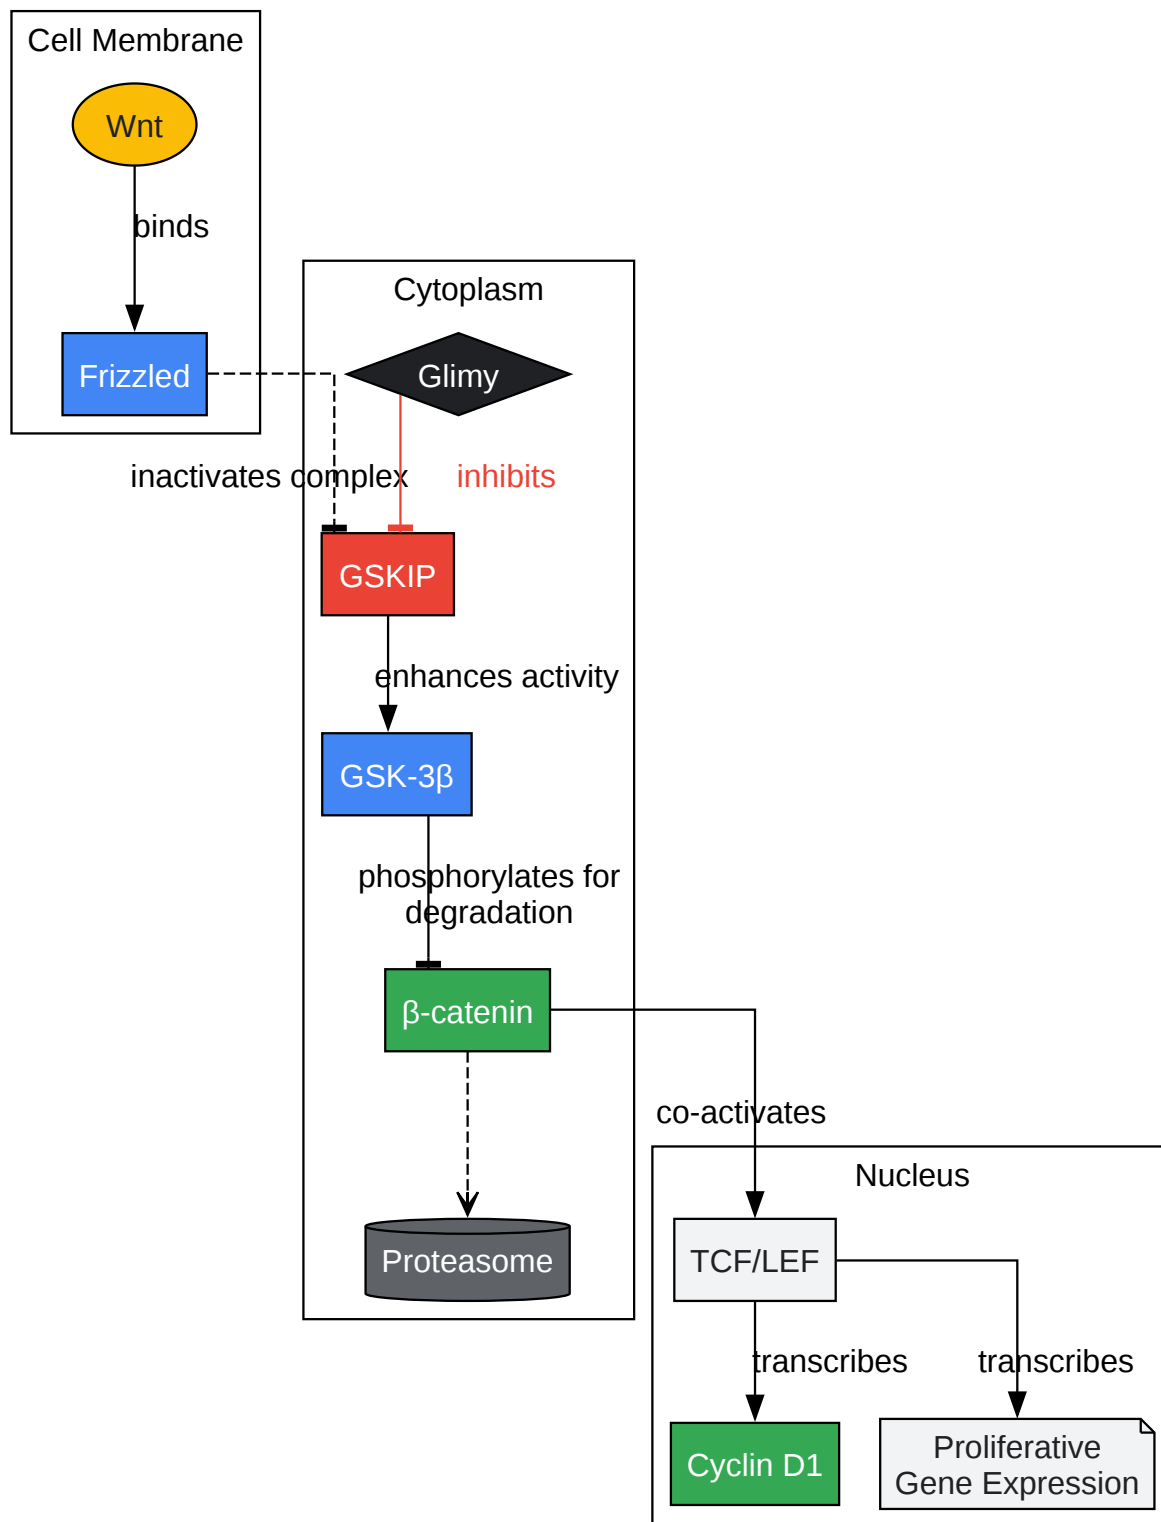 Cell Membrane
Wnt
binds
Frizzled
Cytoplasm
Glimy
inactivates complex
inhibits
GSKIP
enhances activity
GSK-3β
phosphorylates for
degradation
β-catenin
co-activates
Proteasome
Nucleus
TCF/LEF
transcribes
transcribes
Cyclin D1
Proliferative
Gene Expression